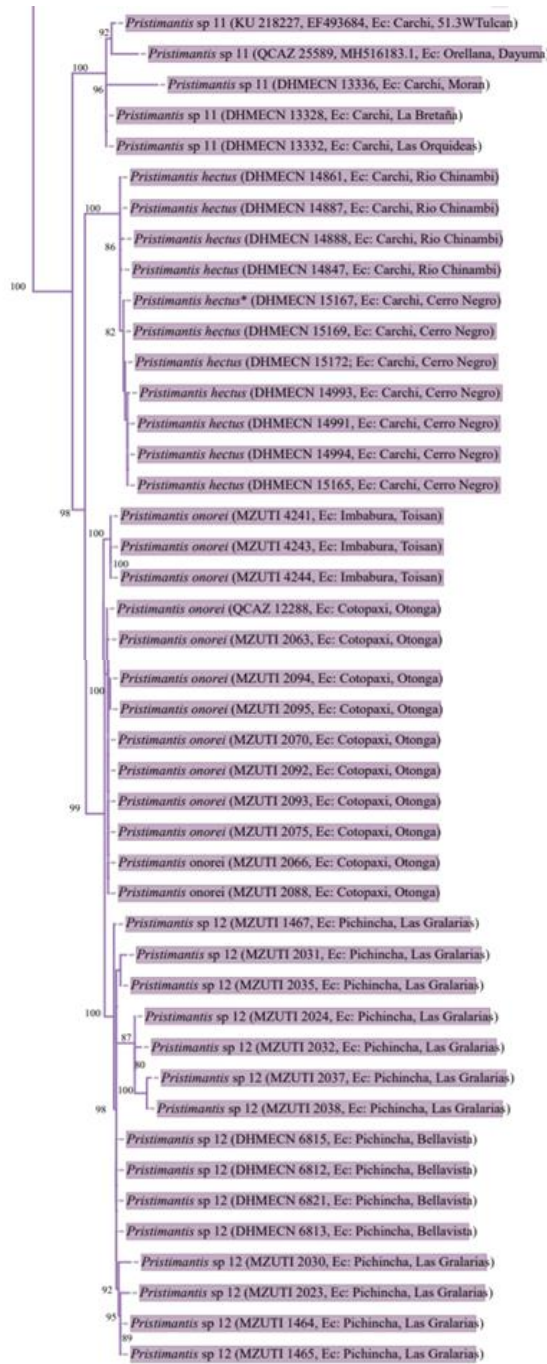 92
Pristimantis sp 11 (KU 218227, EF493684, Ec: Carchi, 51.3WTulcan)
Pristimantis sp 11 (QCAZ 25589, MH516183.1, Ec: Orellana, Dayuma)
100
96
Pristimantis sp 11 (DHMECN 13336, Ec: Carchi, Moran)
Pristimantis sp 11 (DHMECN 13328, Ec: Carchi, La Bretaña)
Pristimantis sp 11 (DHMECN 13332, Ec: Carchi, Las Orquideas)
Pristimantis hectus (DHMECN 14861, Ec: Carchi, Rio Chinambi)
100
Pristimantis hectus (DHMECN 14887, Ec: Carchi, Rio Chinambi)
86
Pristimantis hectus (DHMECN 14888, Ec: Carchi, Rio Chinambi)
Pristimantis hectus (DHMECN 14847, Ec: Carchi, Rio Chinambi)
100
Pristimantis hectus* (DHMECN 15167, Ec: Carchi, Cerro Negro)
82
Pristimantis hectus (DHMECN 15169, Ec: Carchi, Cerro Negro)
Pristimantis hectus (DHMECN 15172; Ec: Carchi, Cerro Negro)
Pristimantis hectus (DHMECN 14993, Ec: Carchi, Cerro Negro)
Pristimantis hectus (DHMECN 14991, Ec: Carchi, Cerro Negro)
Pristimantis hectus (DHMECN 14994, Ec: Carchi, Cerro Negro)
Pristimantis hectus (DHMECN 15165, Ec: Carchi, Cerro Negro)
98
Pristimantis onorei (MZUTI 4241, Ec: Imbabura, Toisan)
100
Pristimantis onorei (MZUTI 4243, Ec: Imbabura, Toisan)
100
Pristimantis onorei (MZUTI 4244, Ec: Imbabura, Toisan)
Pristimantis onorei (QCAZ 12288, Ec: Cotopaxi, Otonga)
Pristimantis onorei (MZUTI 2063, Ec: Cotopaxi, Otonga)
Pristimantis onorei (MZUTI 2094, Ec: Cotopaxi, Otonga)
100
Pristimantis onorei (MZUTI 2095, Ec: Cotopaxi, Otonga)
Pristimantis onorei (MZUTI 2070, Ec: Cotopaxi, Otonga)
Pristimantis onorei (MZUTI 2092, Ec: Cotopaxi, Otonga)
Pristimantis onorei (MZUTI 2093, Ec: Cotopaxi, Otonga)
99
Pristimantis onorei (MZUTI 2075, Ec: Cotopaxi, Otonga)
Pristimantis onorei (MZUTI 2066, Ec: Cotopaxi, Otonga)
Pristimantis onorei (MZUTI 2088, Ec: Cotopaxi, Otonga)
Pristimantis sp 12 (MZUTI 1467, Ec: Pichincha, Las Gralarias)
Pristimantis sp 12 (MZUTI 2031, Ec: Pichincha, Las Gralarias)
Pristimantis sp 12 (MZUTI 2035, Ec: Pichincha, Las Gralarias)
100
Pristimantis sp 12 (MZUTI 2024, Ec: Pichincha, Las Gralarias)
87
Pristimantis sp 12 (MZUTI 2032, Ec: Pichincha, Las Gralarias)
80
Pristimantis sp 12 (MZUTI 2037, Ec: Pichincha, Las Gralarias)
100
Pristimantis sp 12 (MZUTI 2038, Ec: Pichincha, Las Gralarias)
98
Pristimantis sp 12 (DHMECN 6815, Ec: Pichincha, Bellavista)
Pristimantis sp 12 (DHMECN 6812, Ec: Pichincha, Bellavista)
Pristimantis sp 12 (DHMECN 6821, Ec: Pichincha, Bellavista)
Pristimantis sp 12 (DHMECN 6813, Ec: Pichincha, Bellavista)
Pristimantis sp 12 (MZUTI 2030, Ec: Pichincha, Las Gralarias)
92
Pristimantis sp 12 (MZUTI 2023, Ec: Pichincha, Las Gralarias)
95
Pristimantis sp 12 (MZUTI 1464, Ec: Pichincha, Las Gralarias)
89
Pristimantis sp 12 (MZUTI 1465, Ec: Pichincha, Las Gralarias)